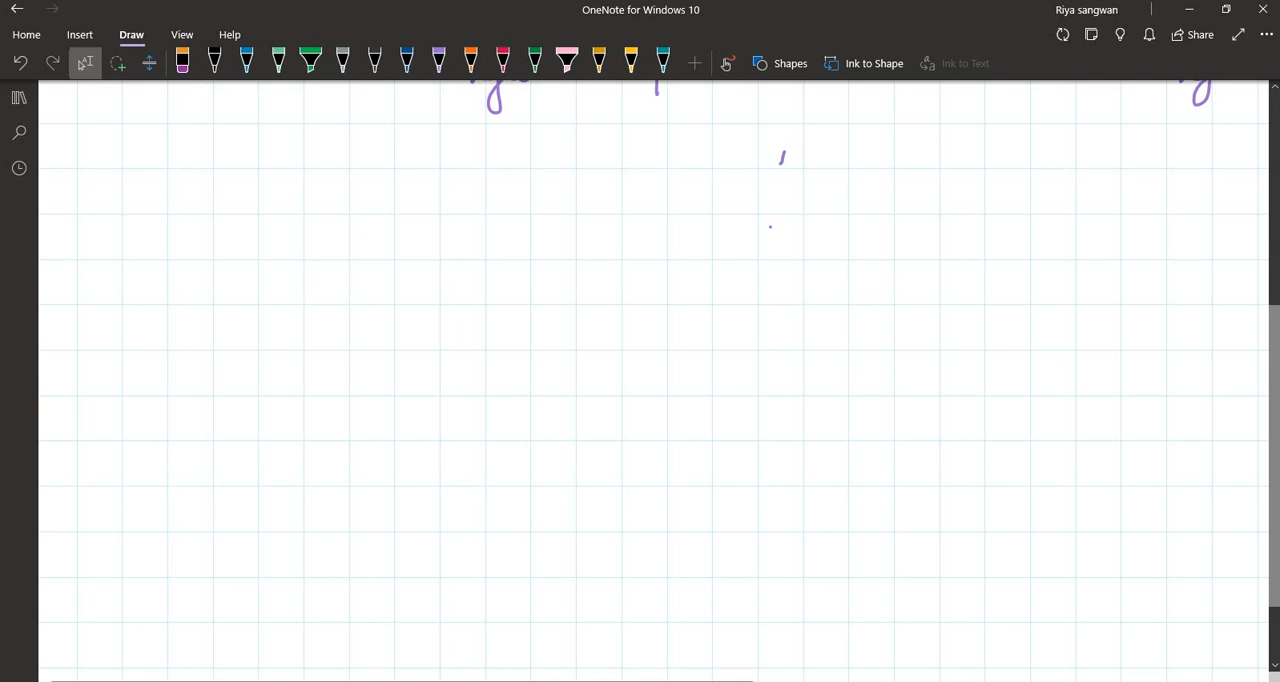 OneNote for Windows 10
Riya sangwan
Home Insert Draw View Help
Share
Shapes
Ink to Shape
Ink to Text